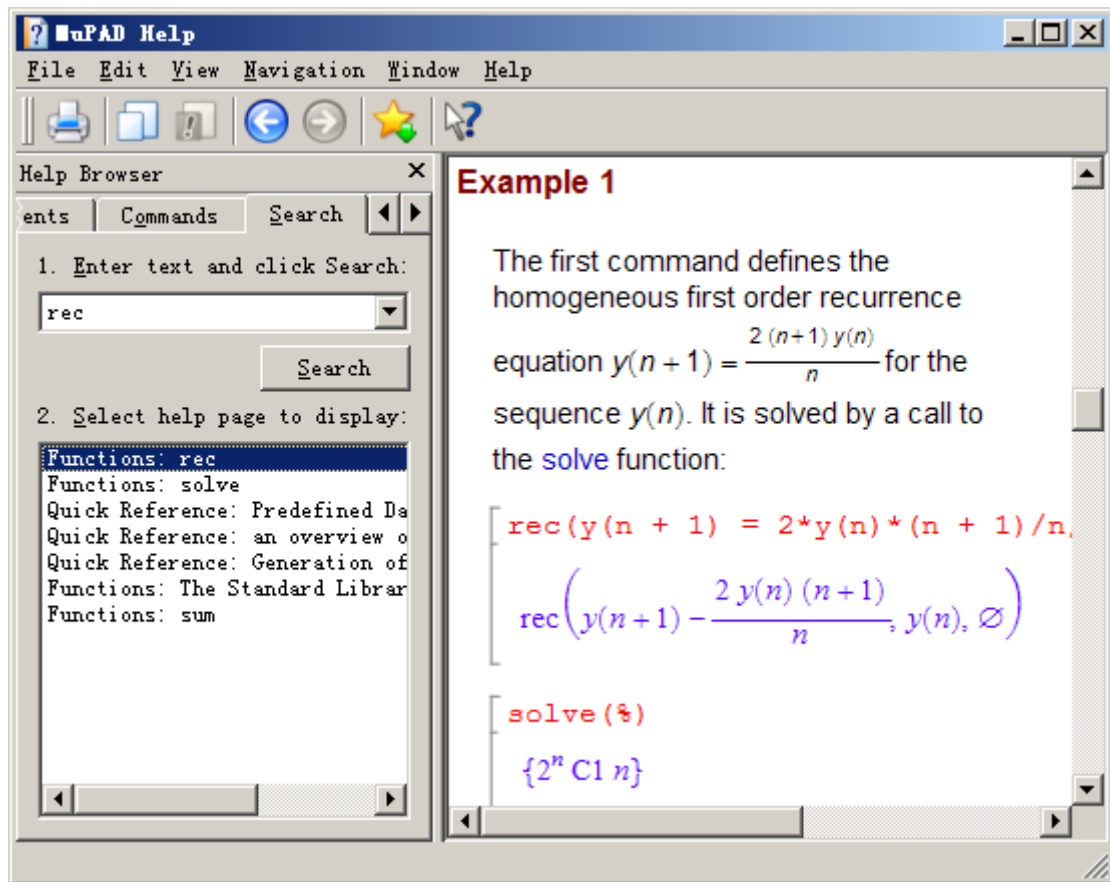 MuPAD Help
File Edit View Navigation Window Help
Help Browser
ents Commands Search
1. Enter text and click Search:
rec
Search
2. Select help page to display:
Functions: rec
Functions: solve
Quick Reference: Predefined Da
Quick Reference: an overview o
Quick Reference: Generation of
Functions: The Standard Librar
Functions: sum
Example 1
The first command defines the
homogeneous first order recurrence
equation y(n + 1) = 2 (n+1) y(n) / n for the
sequence y(n). It is solved by a call to
the solve function:
rec(y(n + 1) = 2*y(n)*(n + 1)/n,
rec(y(n+1) − 2 y(n) (n+1) / n, y(n), ∅)
solve(%)
{2^n C1 n}